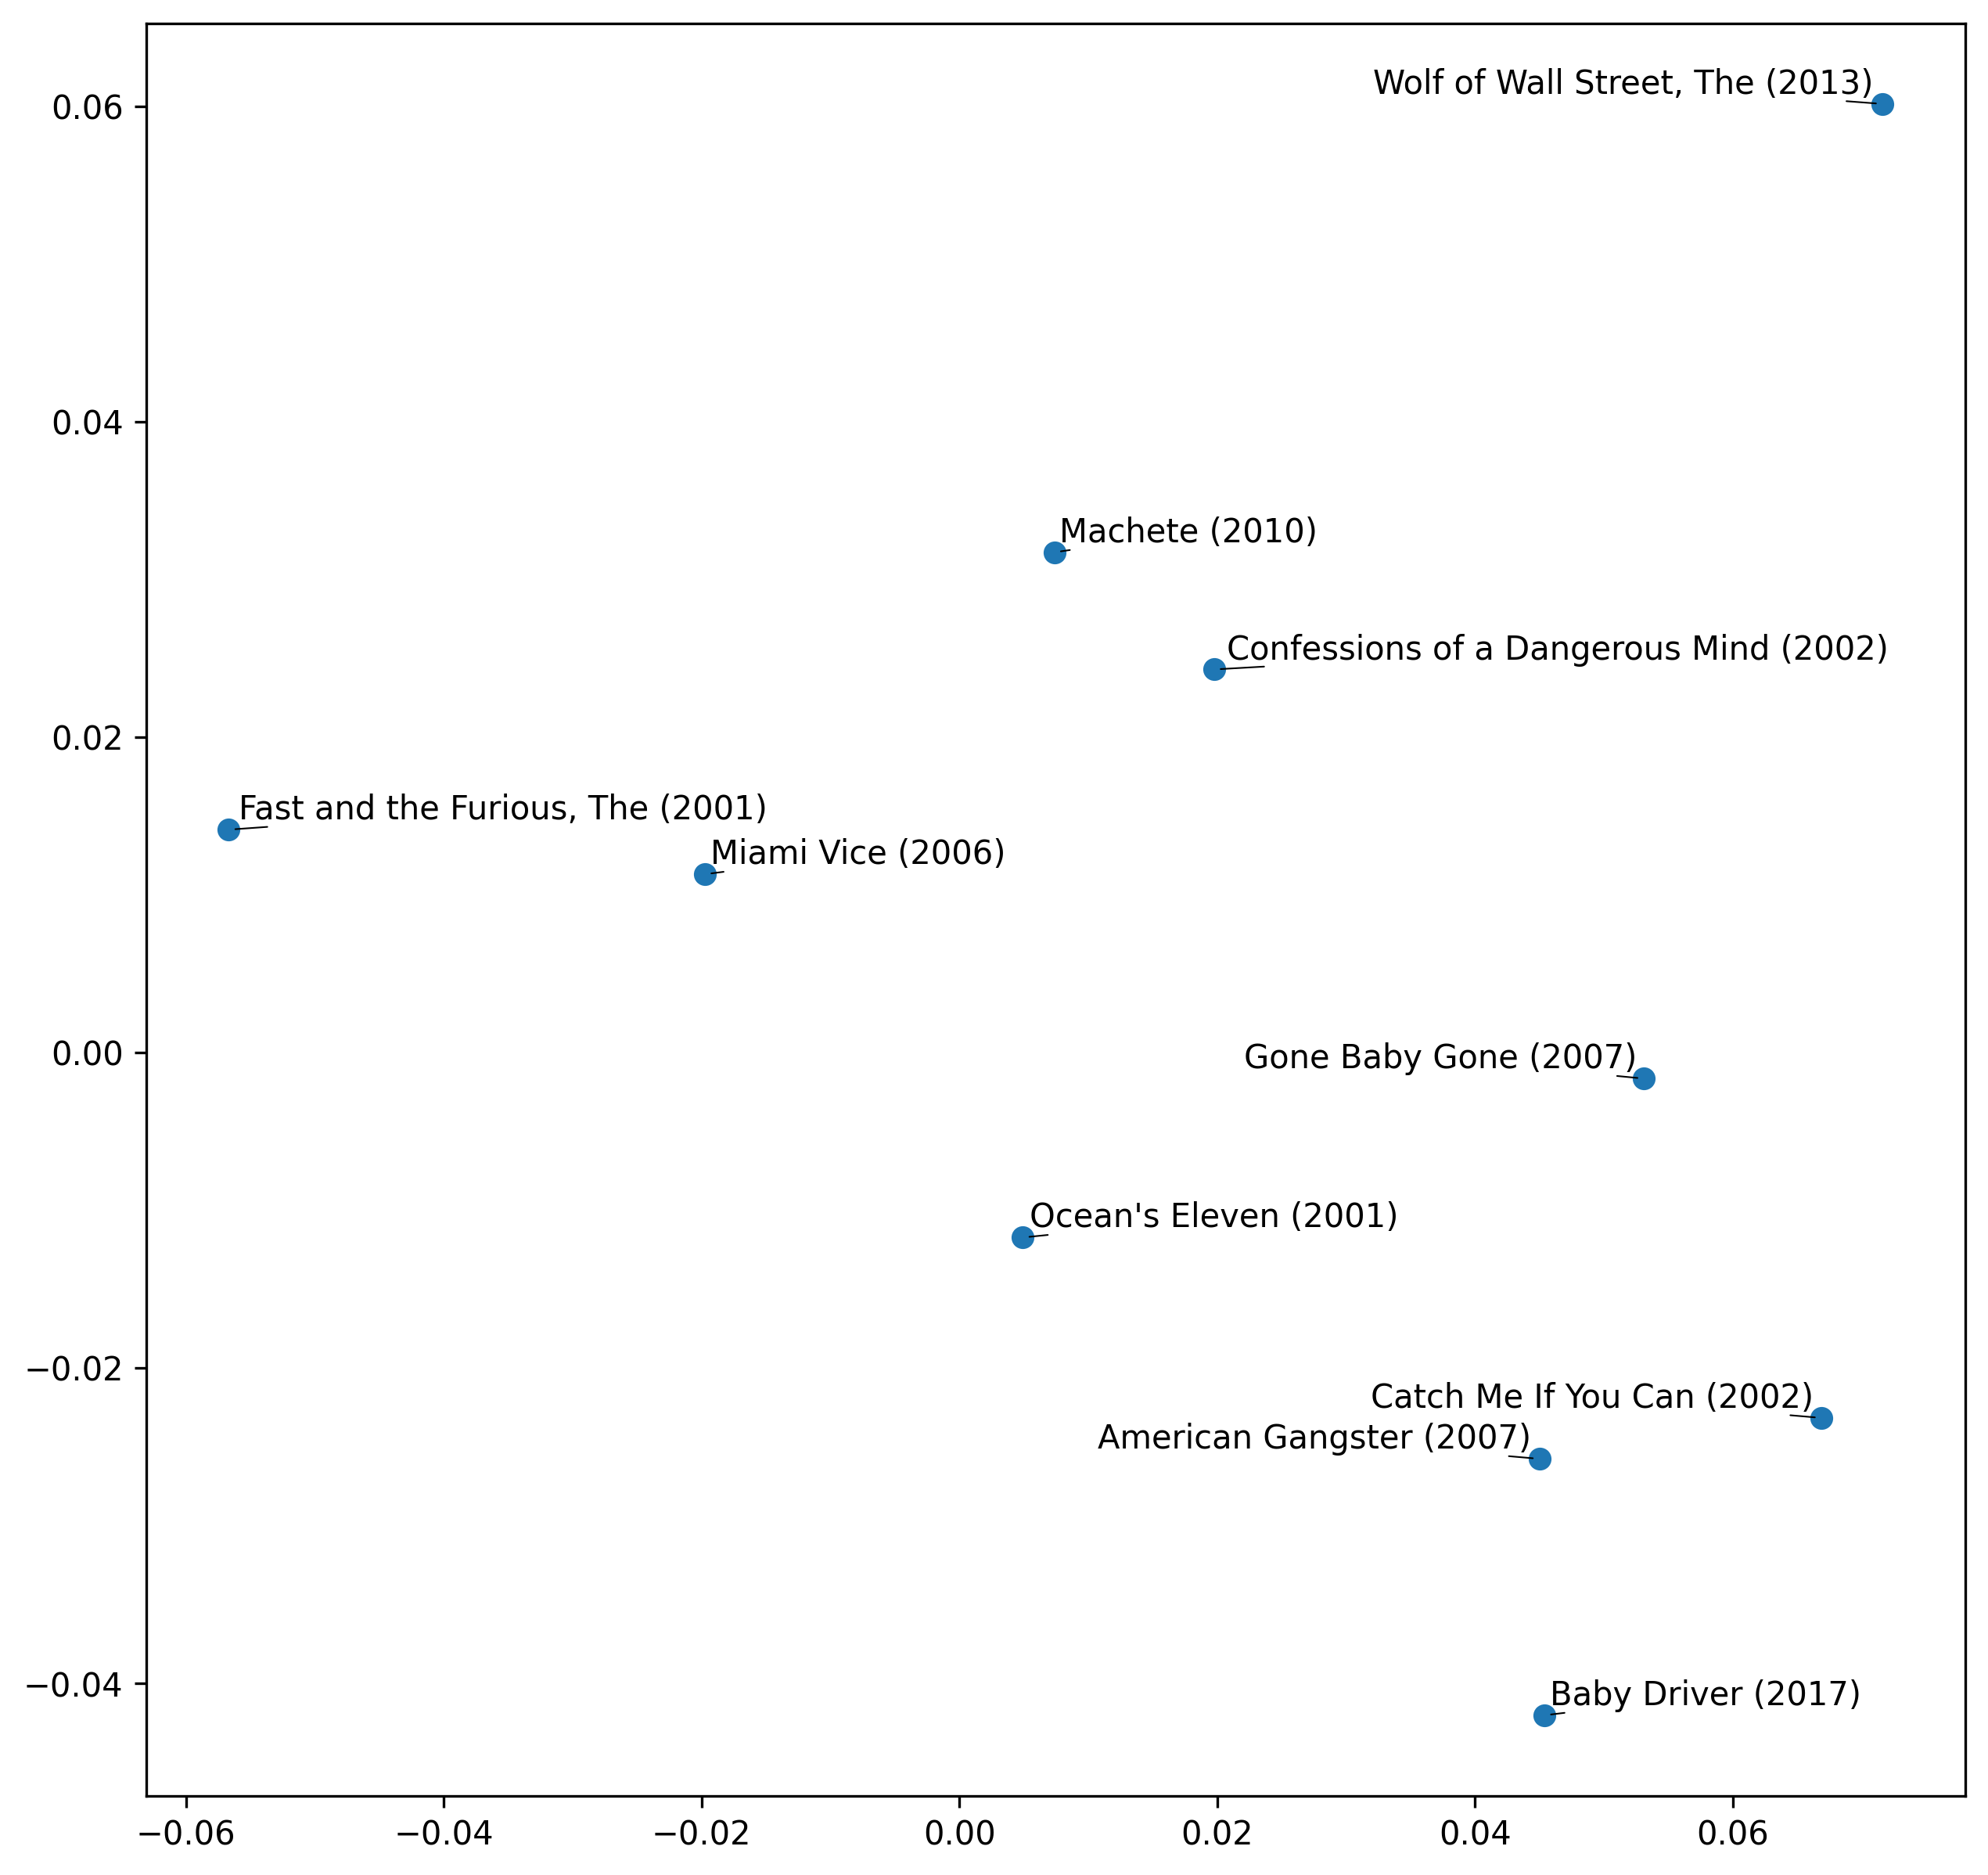 Wolf of Wall Street, The (2013)
0.06
0.04
Machete (2010)
Confessions of a Dangerous Mind (2002)
0.02
Fast and the Furious, The (2001)
Miami Vice (2006)
0.00
Gone Baby Gone (2007)
Ocean's Eleven (2001)
−0.02
Catch Me If You Can (2002)
American Gangster (2007)
−0.04
Baby Driver (2017)
−0.06 −0.04 −0.02 0.00 0.02 0.04 0.06